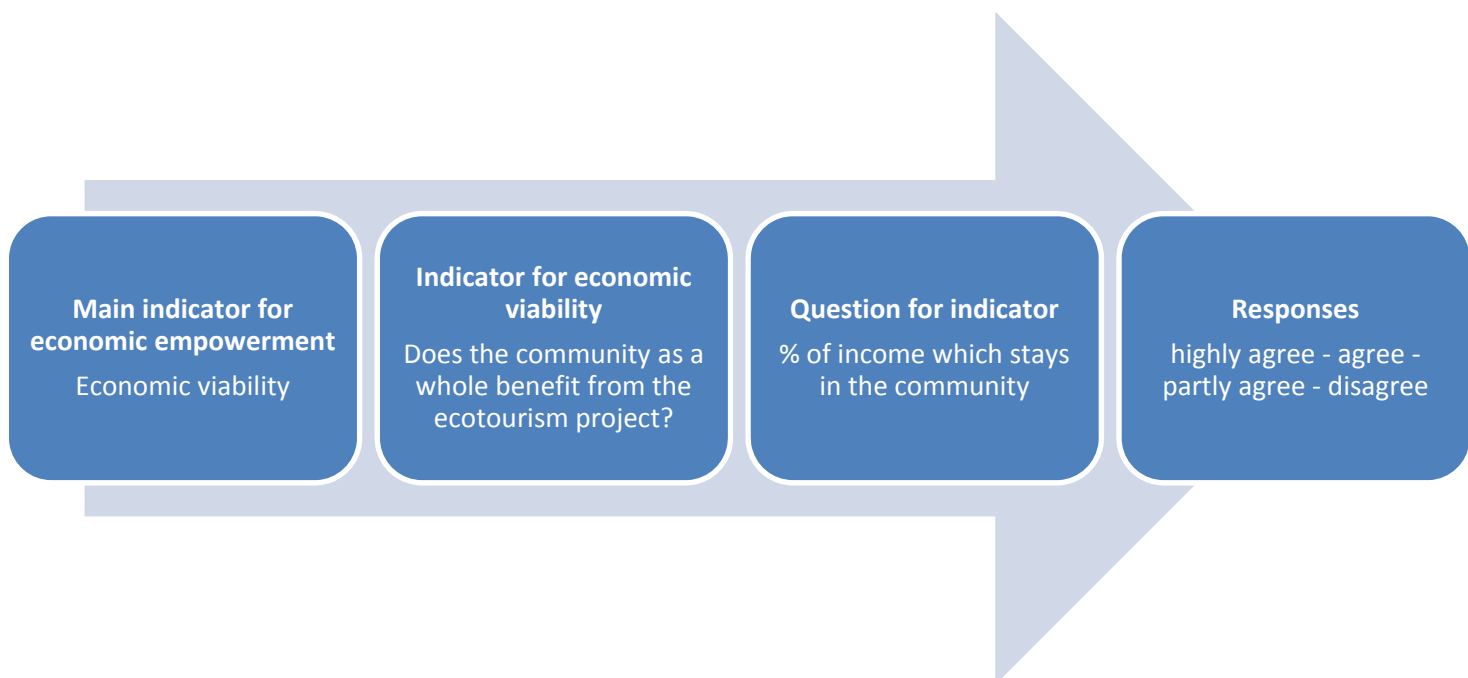 Main indicator for
economic empowerment
Economic viability
Indicator for economic
viability
Does the community as a
whole benefit from the
ecotourism project?
Question for indicator
% of income which stays
in the community
Responses
highly agree - agree -
partly agree - disagree